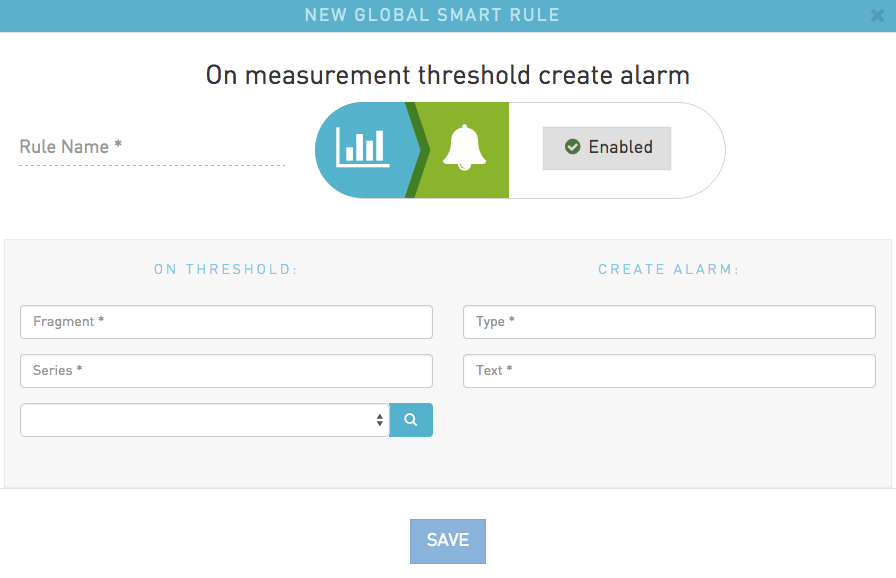 NEW GLOBAL SMART RULE
On measurement threshold create alarm
Rule Name *
Enabled
ON THRESHOLD:
CREATE ALARM:
Fragment *
Type *
Series *
Text *
SAVE